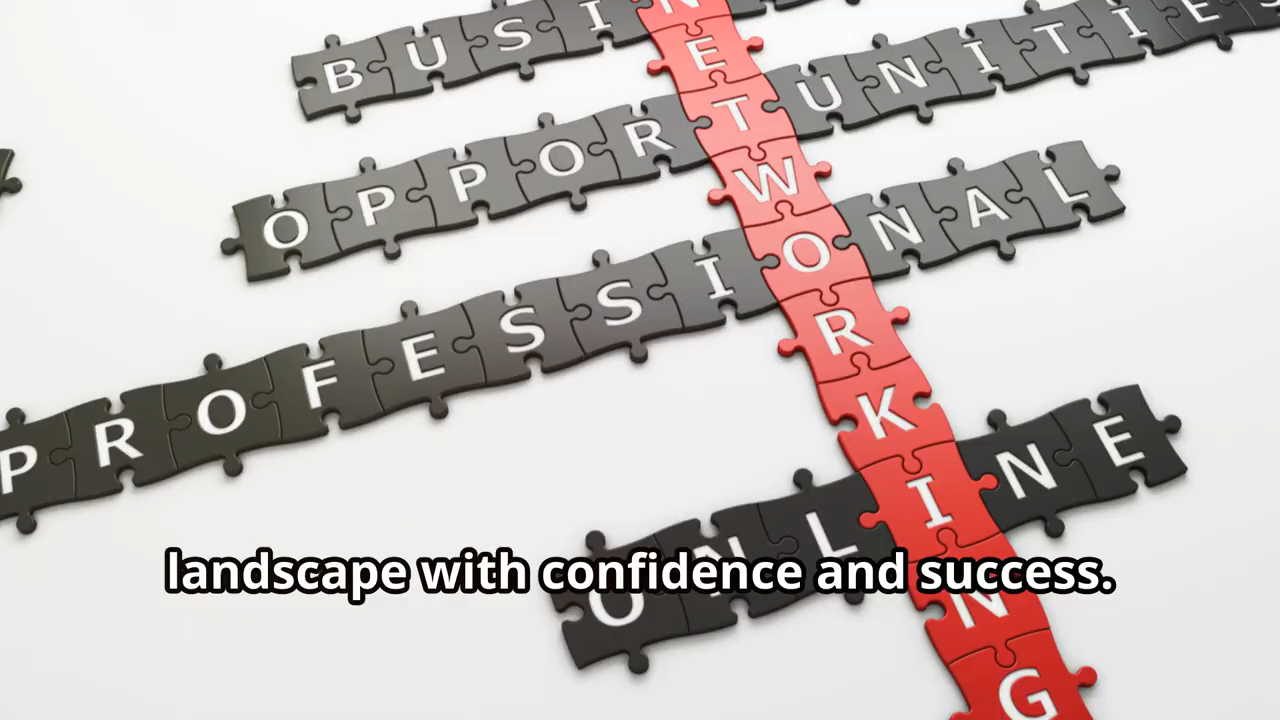 BUSIN
OPPORTUNITIES
PROFESSIONAL
ONLINE
NETWORKING
landscape with confidence and success.